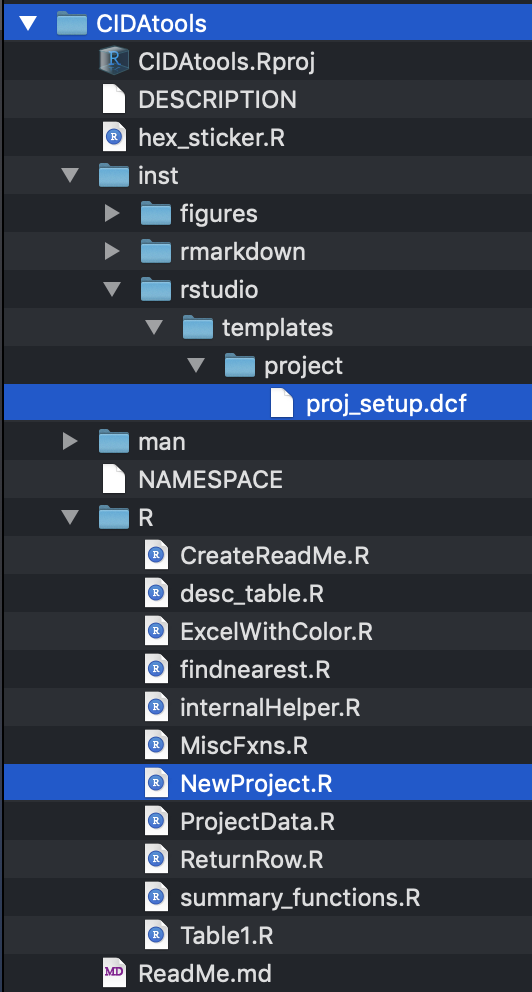 CIDAtools
CIDAtools.Rproj
DESCRIPTION
hex_sticker.R
inst
figures
rmarkdown
rstudio
templates
project
proj_setup.dcf
man
NAMESPACE
R
CreateReadMe.R
desc_table.R
ExcelWithColor.R
findnearest.R
internalHelper.R
MiscFxns.R
NewProject.R
ProjectData.R
ReturnRow.R
summary_functions.R
Table1.R
ReadMe.md